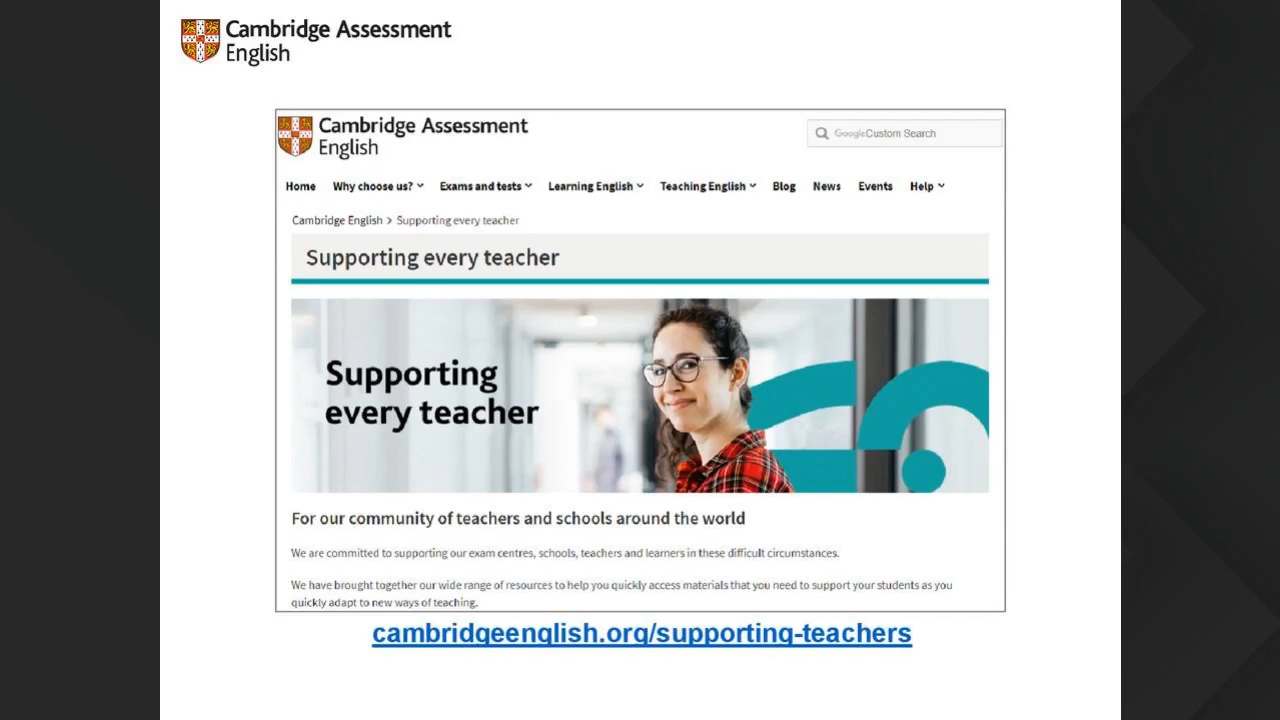 Cambridge Assessment
English
Cambridge Assessment
English
GoogleCustom Search
Home Why choose us? Exams and tests Learning English Teaching English Blog News Events Help
Cambridge English > Supporting every teacher
Supporting every teacher
Supporting
every teacher
For our community of teachers and schools around the world
We are committed to supporting our exam centres, schools, teachers and learners in these difficult circumstances.
We have brought together our wide range of resources to help you quickly access materials that you need to support your students as you
quickly adapt to new ways of teaching.
cambridgeenglish.org/supporting-teachers